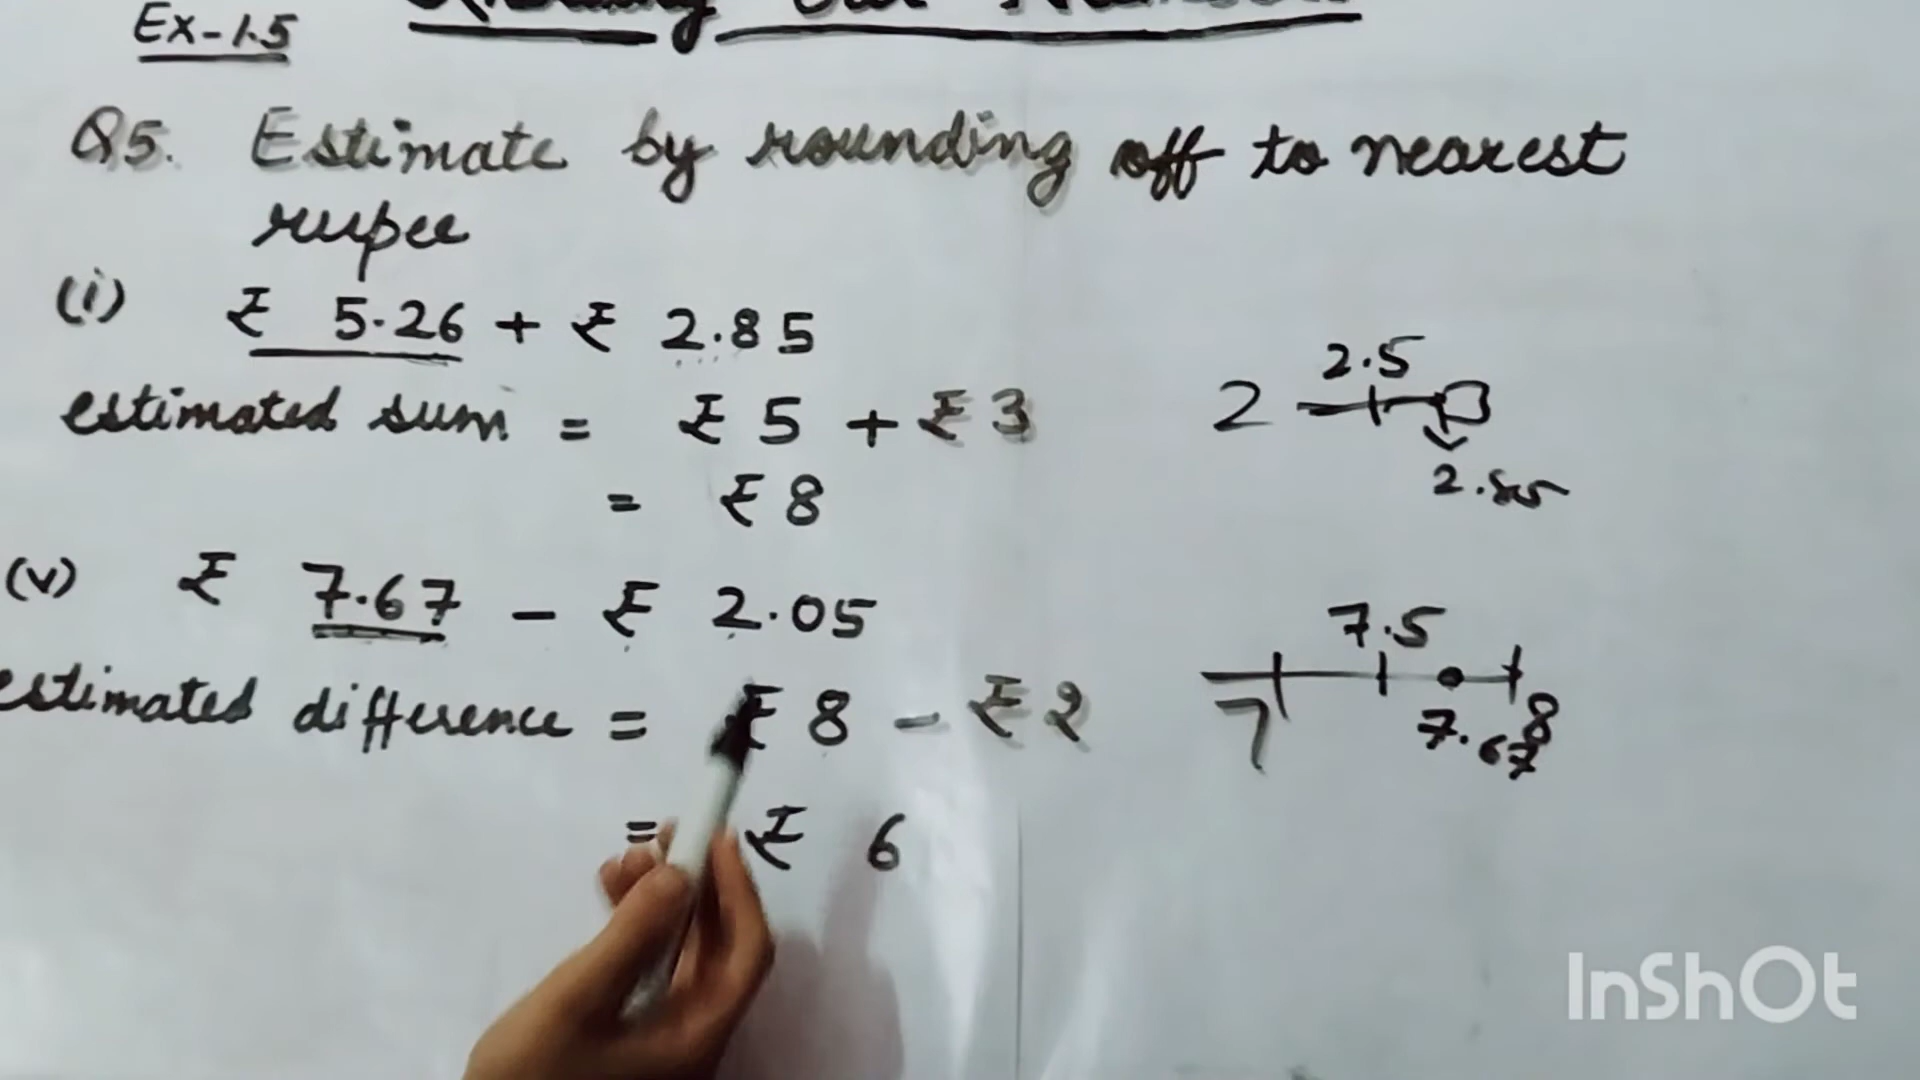 Ex-1.5
Q5. Estimate by rounding off to nearest
rupee
(i) ₹ 5.26 + ₹ 2.85
estimated sum = ₹ 5 + ₹ 3
= ₹ 8
2.5
2
2.85
(v) ₹ 7.67 - ₹ 2.05
estimated difference = ₹ 8 - ₹ 2
= ₹ 6
7.5
7 7.67 8
InShOt